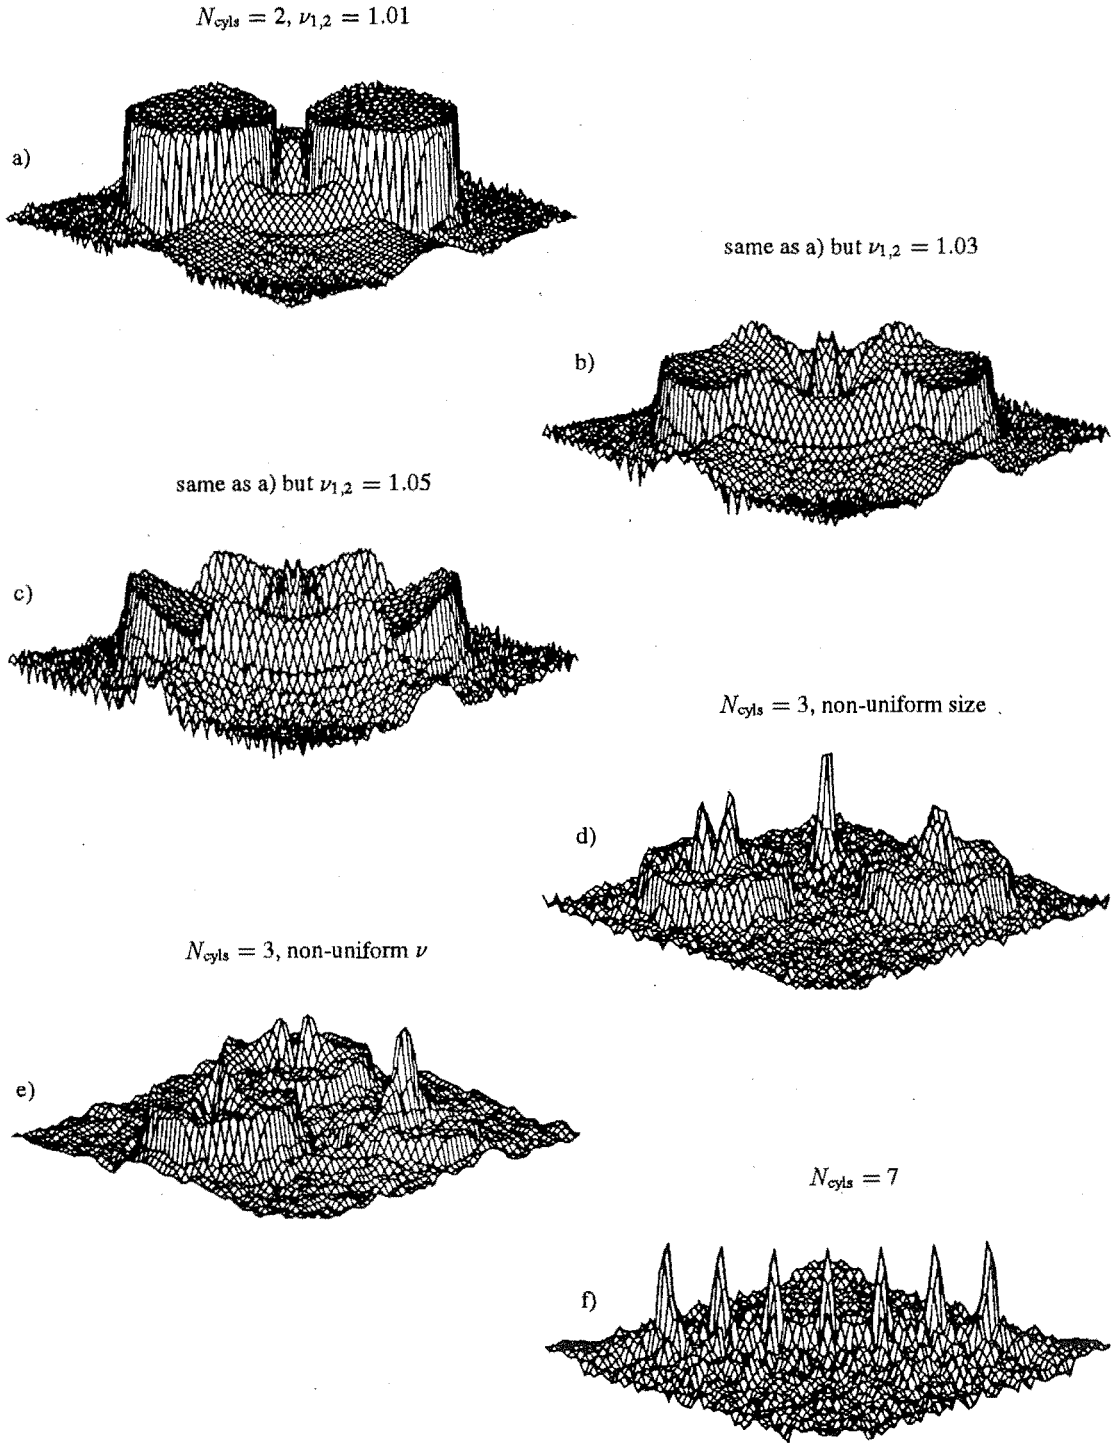 N_cyls = 2, ν_1,2 = 1.01
a)
same as a) but ν_1,2 = 1.03
b)
same as a) but ν_1,2 = 1.05
c)
N_cyls = 3, non-uniform size
d)
N_cyls = 3, non-uniform ν
e)
N_cyls = 7
f)